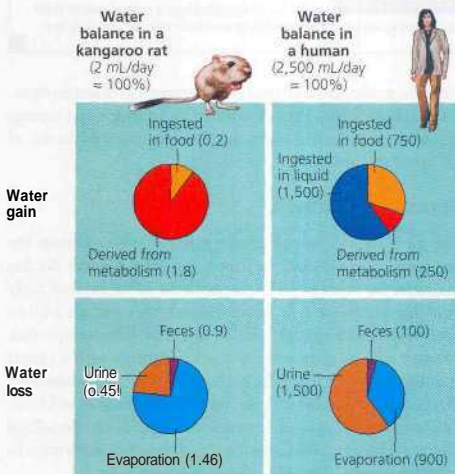 Water
balance in a
kangaroo rat
(2 mL/day
= 100%)
Water
balance in
a human
(2,500 mL/day
= 100%)
Water
gain
Ingested
in food (0.2)
Derived from
metabolism (1.8)
Ingested
in food (750)
Ingested
in liquid
(1,500)
Derived from
metabolism (250)
Water
loss
Feces (0.9)
Urine
(o.45!
Evaporation (1.46)
Feces (100)
Urine
(1,500)
Evaporation (900)